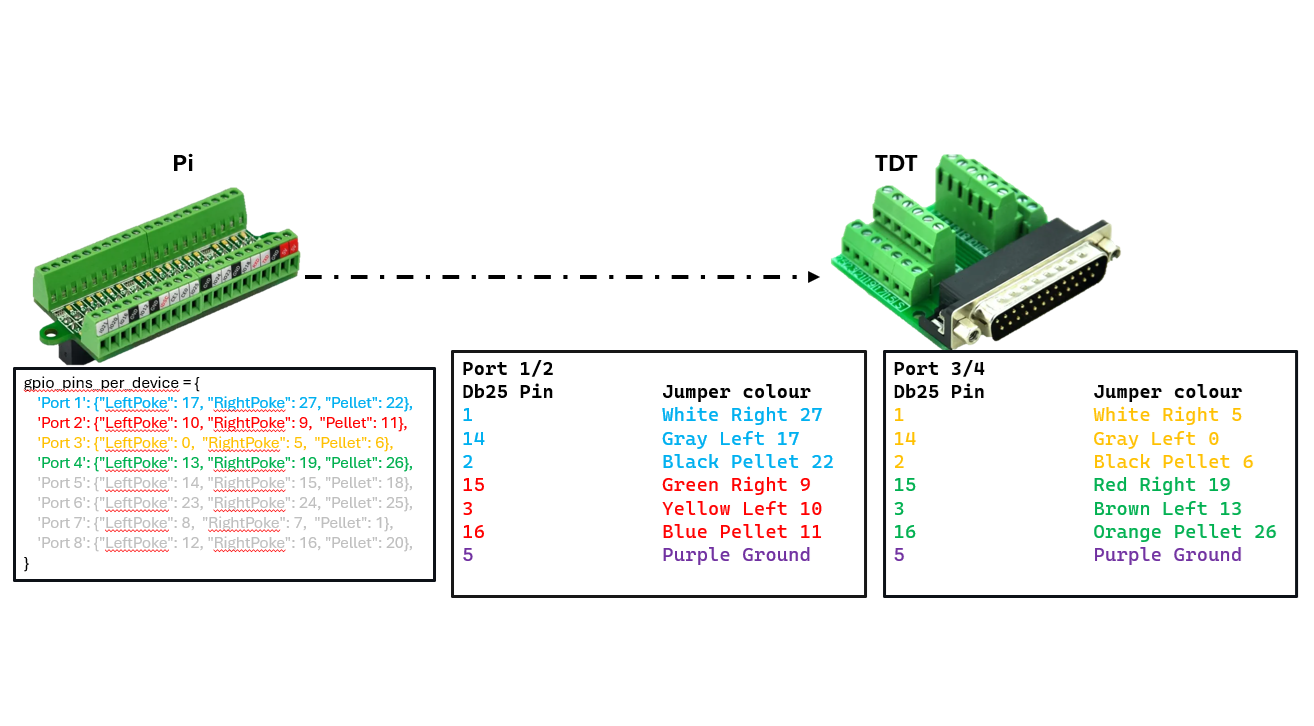 Pi
TDT
gpio_pins_per_device = {
'Port 1': {"LeftPoke": 17, "RightPoke": 27, "Pellet": 22},
'Port 2': {"LeftPoke": 10, "RightPoke": 9, "Pellet": 11},
'Port 3': {"LeftPoke": 0, "RightPoke": 5, "Pellet": 6},
'Port 4': {"LeftPoke": 13, "RightPoke": 19, "Pellet": 26},
'Port 5': {"LeftPoke": 14, "RightPoke": 15, "Pellet": 18},
'Port 6': {"LeftPoke": 23, "RightPoke": 24, "Pellet": 25},
'Port 7': {"LeftPoke": 8, "RightPoke": 7, "Pellet": 1},
'Port 8': {"LeftPoke": 12, "RightPoke": 16, "Pellet": 20},
}
Port 1/2
Db25 Pin Jumper colour
1 White Right 27
14 Gray Left 17
2 Black Pellet 22
15 Green Right 9
3 Yellow Left 10
16 Blue Pellet 11
5 Purple Ground
Port 3/4
Db25 Pin Jumper colour
1 White Right 5
14 Gray Left 0
2 Black Pellet 6
15 Red Right 19
3 Brown Left 13
16 Orange Pellet 26
5 Purple Ground